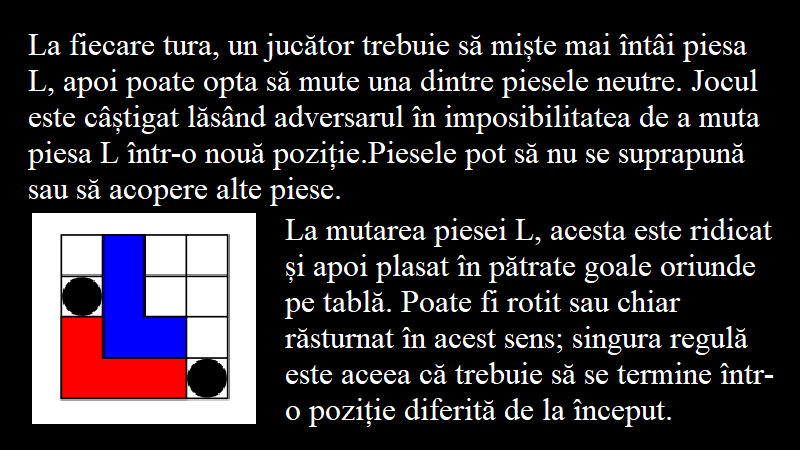 La fiecare tura, un jucător trebuie să miște mai întâi piesa
L, apoi poate opta să mute una dintre piesele neutre. Jocul
este câștigat lăsând adversarul în imposibilitatea de a muta
piesa L într-o nouă poziție.Piesele pot să nu se suprapună
sau să acopere alte piese.
La mutarea piesei L, acesta este ridicat
și apoi plasat în pătrate goale oriunde
pe tablă. Poate fi rotit sau chiar
răsturnat în acest sens; singura regulă
este aceea că trebuie să se termine într-
o poziție diferită de la început.